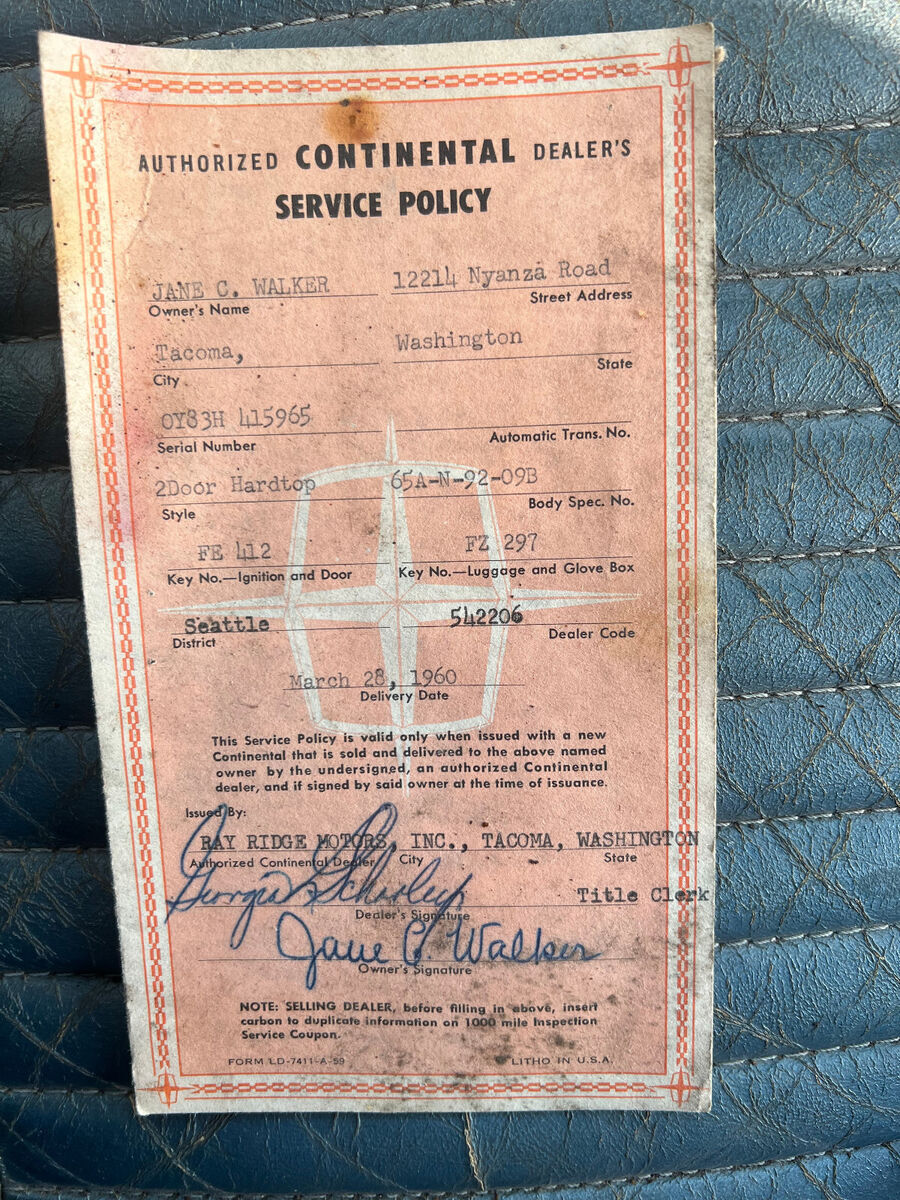 AUTHORIZED CONTINENTAL DEALER'S
SERVICE POLICY
JANE C. WALKER 12214 Nyanza Road
Owner's Name Street Address
Tacoma, Washington
City State
0Y83H 415965
Serial Number Automatic Trans. No.
2Door Hardtop 65A-N-92-09B
Style Body Spec. No.
FE 412 FZ 297
Key No.—Ignition and Door Key No.—Luggage and Glove Box
Seattle 542206
District Dealer Code
March 28, 1960
Delivery Date
This Service Policy is valid only when issued with a new
Continental that is sold and delivered to the above named
owner by the undersigned, an authorized Continental
dealer, and if signed by said owner at the time of issuance.
Issued By:
RAY RIDGE MOTORS, INC., TACOMA, WASHINGTON
Authorized Continental Dealer City State
Title Clerk
Dealer's Signature
Jane C. Walker
Owner's Signature
NOTE: SELLING DEALER, before filling in above, insert
carbon to duplicate information on 1000 mile Inspection
Service Coupon.
FORM LD-7411-A-59 LITHO IN U.S.A.